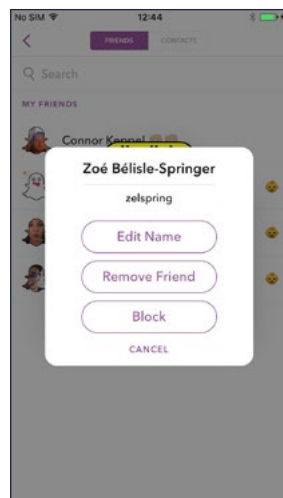 No SIM 12:44
FRIENDS CONTACTS
Search
MY FRIENDS
Connor Keppel
Zoé Bélisle-Springer
zelspring
Edit Name
Remove Friend
Block
CANCEL